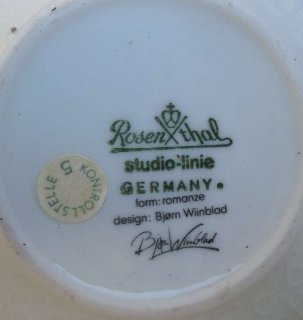 Rosenthal
studio-linie
GERMANY
form: romanze
design: Bjørn Wiinblad
Bjørn Wiinblad
KONTROLLSTELLE 5